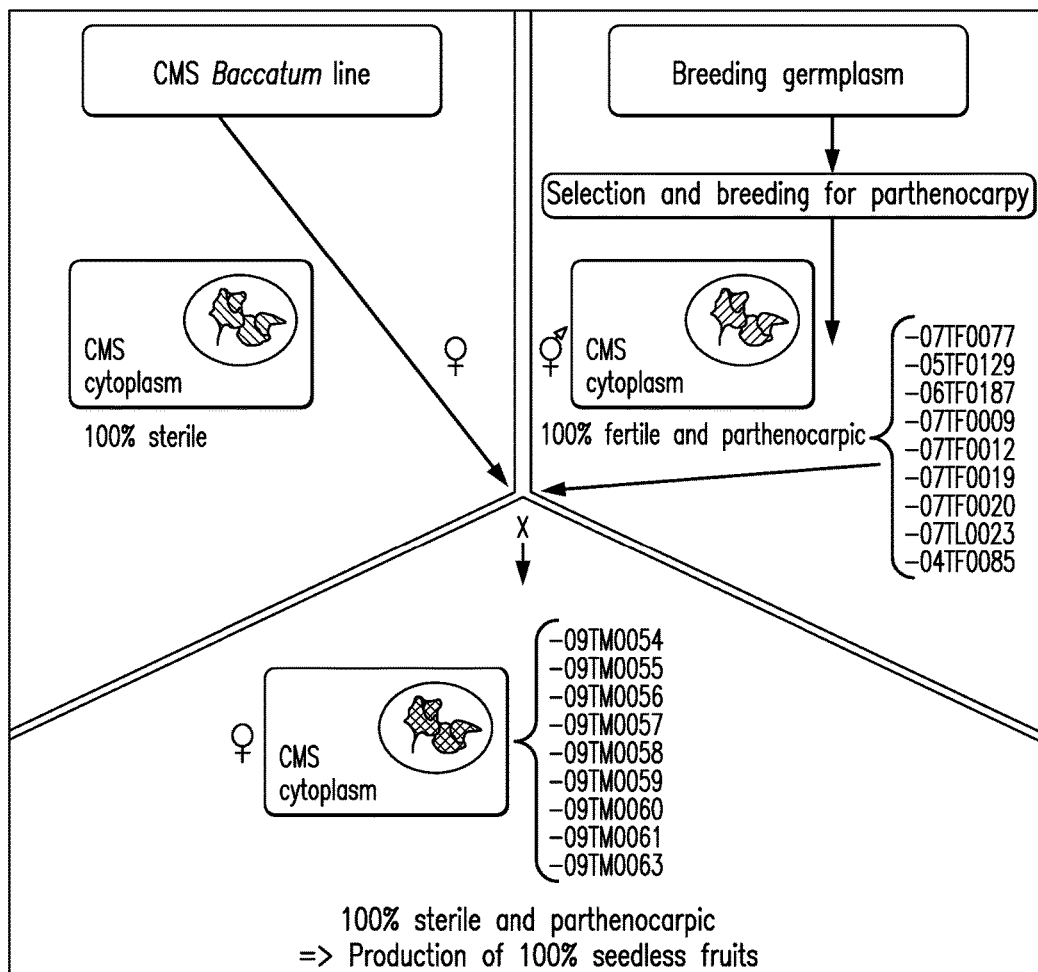 CMS Baccatum line
CMS
cytoplasm
100% sterile
♀
Breeding germplasm
Selection and breeding for parthenocarpy
CMS
cytoplasm
100% fertile and parthenocarpic
-07TF0077
-05TF0129
-06TF0187
-07TF0009
-07TF0012
-07TF0019
-07TF0020
-07TL0023
-04TF0085
X
♀
CMS
cytoplasm
-09TM0054
-09TM0055
-09TM0056
-09TM0057
-09TM0058
-09TM0059
-09TM0060
-09TM0061
-09TM0063
100% sterile and parthenocarpic
=> Production of 100% seedless fruits